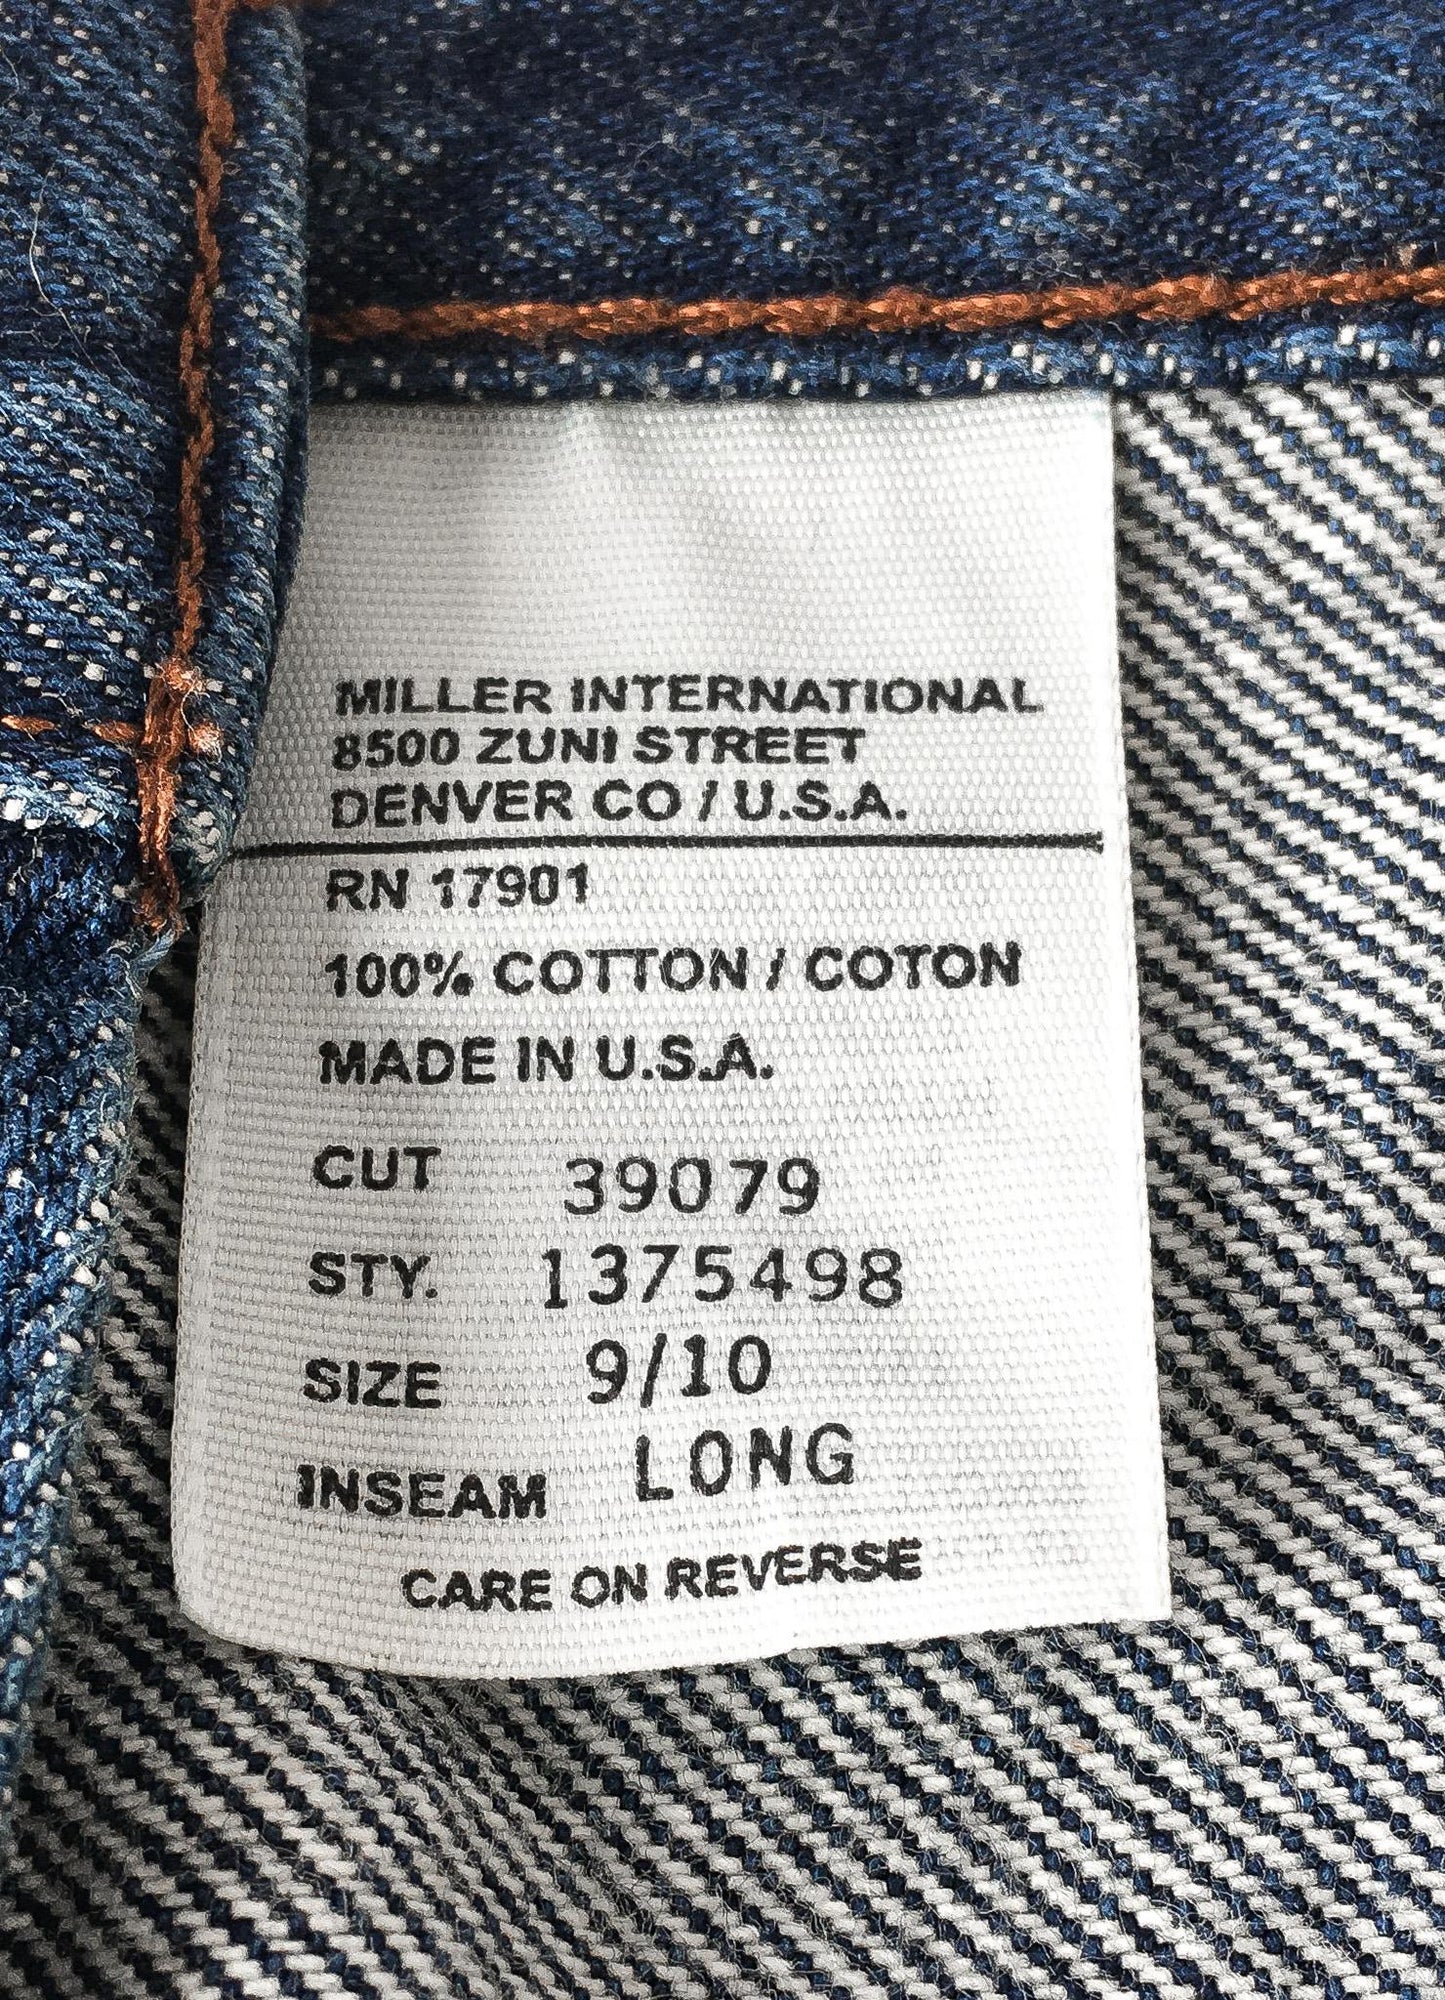 MILLER INTERNATIONAL
8500 ZUNI STREET
DENVER CO / U.S.A.
RN 17901
100% COTTON / COTON
MADE IN U.S.A.
CUT 39079
STY. 1375498
SIZE 9/10
INSEAM LONG
CARE ON REVERSE